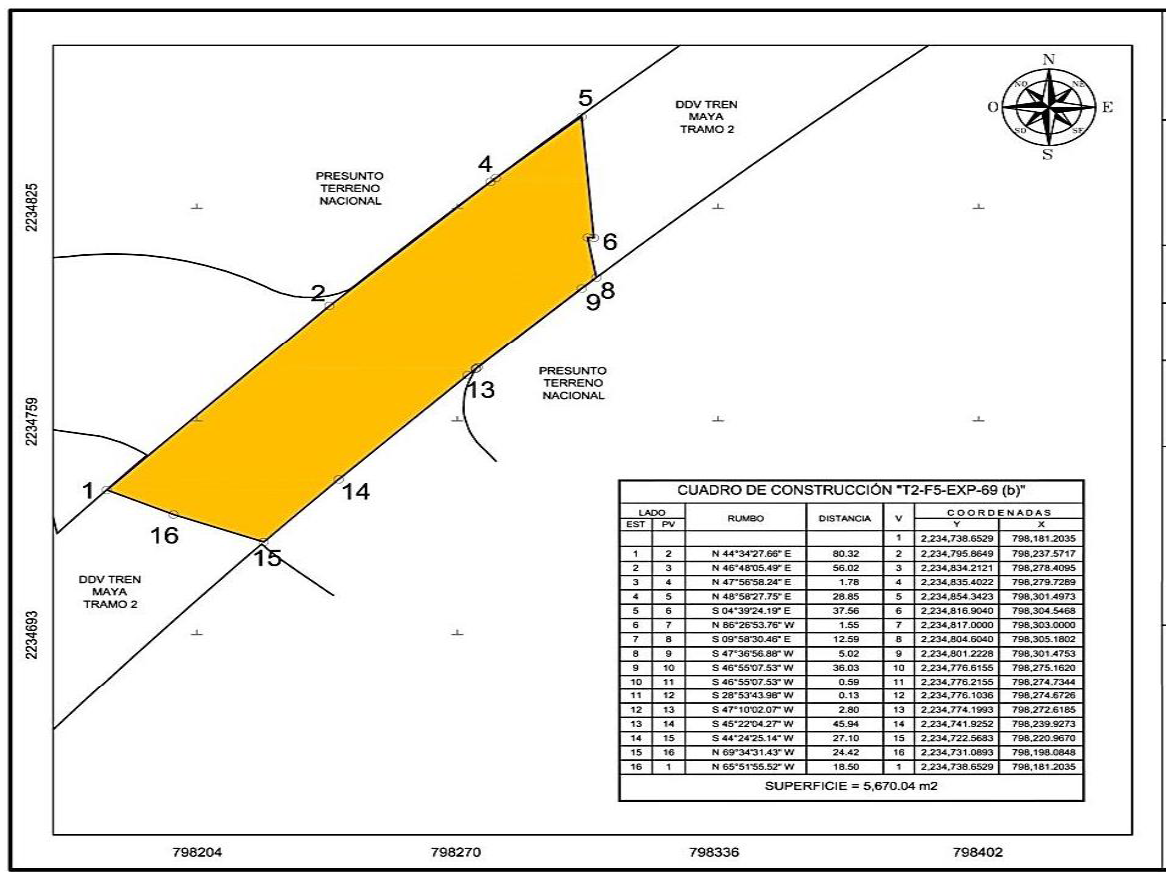 N
NO NE
O E
SO SE
S
5
DDV TREN
MAYA
TRAMO 2
4
PRESUNTO
TERRENO
NACIONAL
2234825
6
8
2
9
PRESUNTO
TERRENO
NACIONAL
13
2234759
1
14
16
15
DDV TREN
MAYA
TRAMO 2
2234693
CUADRO DE CONSTRUCCIÓN "T2-F5-EXP-69 (b)"
LADO RUMBO DISTANCIA V COORDENADAS
EST PV Y X
1 2,234,738.6529 798,181.2035
1 2 N 44°34'27.66" E 80.32 2 2,234,795.8649 798,237.5717
2 3 N 46°48'05.49" E 56.02 3 2,234,834.2121 798,278.4095
3 4 N 47°56'58.24" E 1.78 4 2,234,835.4022 798,279.7289
4 5 N 48°58'27.75" E 28.85 5 2,234,854.3423 798,301.4973
5 6 S 04°39'24.19" E 37.56 6 2,234,816.9040 798,304.5468
6 7 N 86°26'53.76" W 1.55 7 2,234,817.0000 798,303.0000
7 8 S 09°58'30.46" E 12.59 8 2,234,804.6040 798,305.1802
8 9 S 47°36'56.88" W 5.02 9 2,234,801.2228 798,301.4753
9 10 S 46°55'07.53" W 36.03 10 2,234,776.6155 798,275.1620
10 11 S 46°55'07.53" W 0.59 11 2,234,776.2155 798,274.7344
11 12 S 28°53'43.98" W 0.13 12 2,234,776.1036 798,274.6726
12 13 S 47°10'02.07" W 2.80 13 2,234,774.1993 798,272.6185
13 14 S 45°22'04.27" W 45.94 14 2,234,741.9252 798,239.9273
14 15 S 44°24'25.14" W 27.10 15 2,234,722.5683 798,220.9670
15 16 N 69°34'31.43" W 24.42 16 2,234,731.0893 798,198.0848
16 1 N 65°51'55.52" W 18.50 1 2,234,738.6529 798,181.2035
SUPERFICIE = 5,670.04 m2
798204 798270 798336 798402